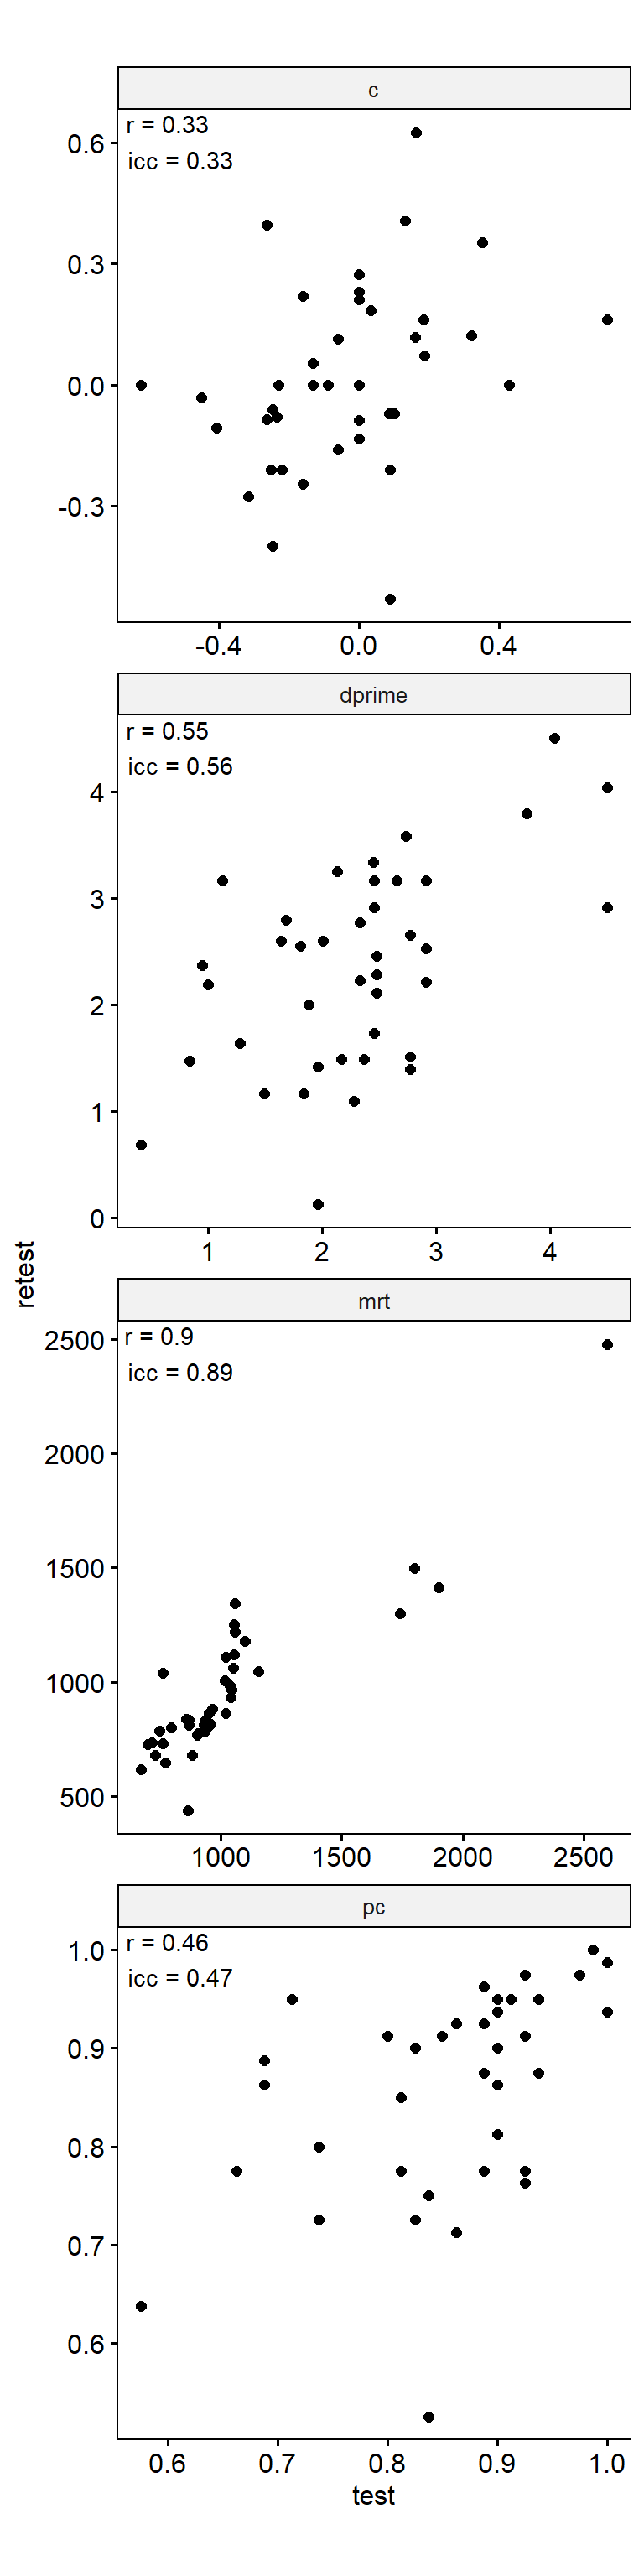 c
r = 0.33
icc = 0.33
0.6
0.3
0.0
-0.3
-0.4 0.0 0.4
dprime
r = 0.55
icc = 0.56
4
3
2
1
0
1 2 3 4
retest
mrt
r = 0.9
icc = 0.89
2500
2000
1500
1000
500
1000 1500 2000 2500
pc
r = 0.46
icc = 0.47
1.0
0.9
0.8
0.7
0.6
0.6 0.7 0.8 0.9 1.0
test